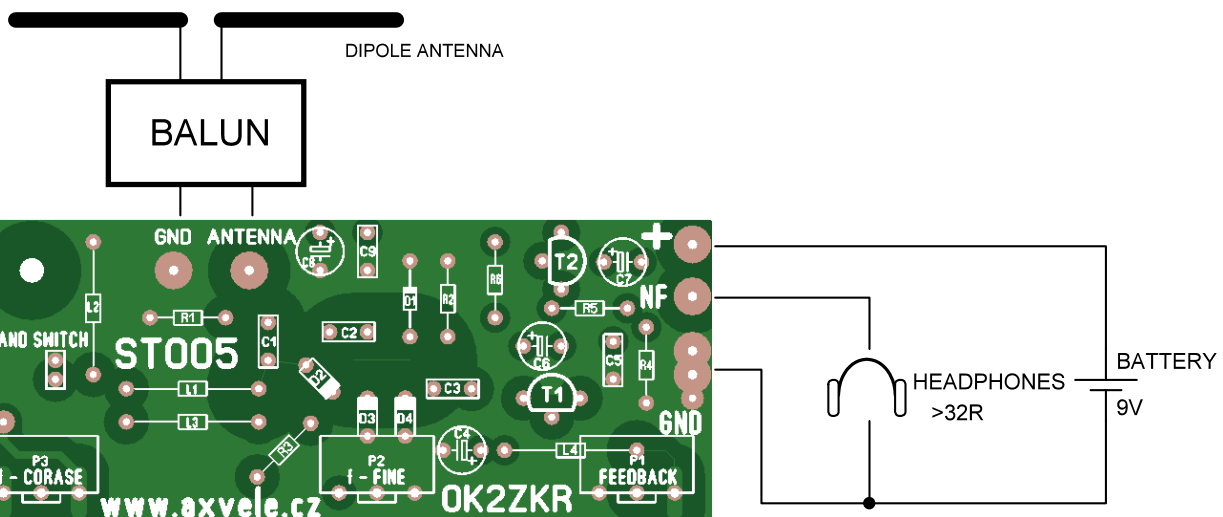 DIPOLE ANTENNA
BALUN
GND ANTENNA
C8
C9
T2
C7
+
L2
D1
R2
R6
NF
R1
R5
AND SWITCH
ST005
C1
C2
C6
C5
R4
BATTERY
9V
D2
L1
C3
T1
HEADPHONES
>32R
L3
D3
D4
GND
R3
C4
L4
P3
f - CORASE
P2
f - FINE
P1
FEEDBACK
www.axvele.cz
OK2ZKR